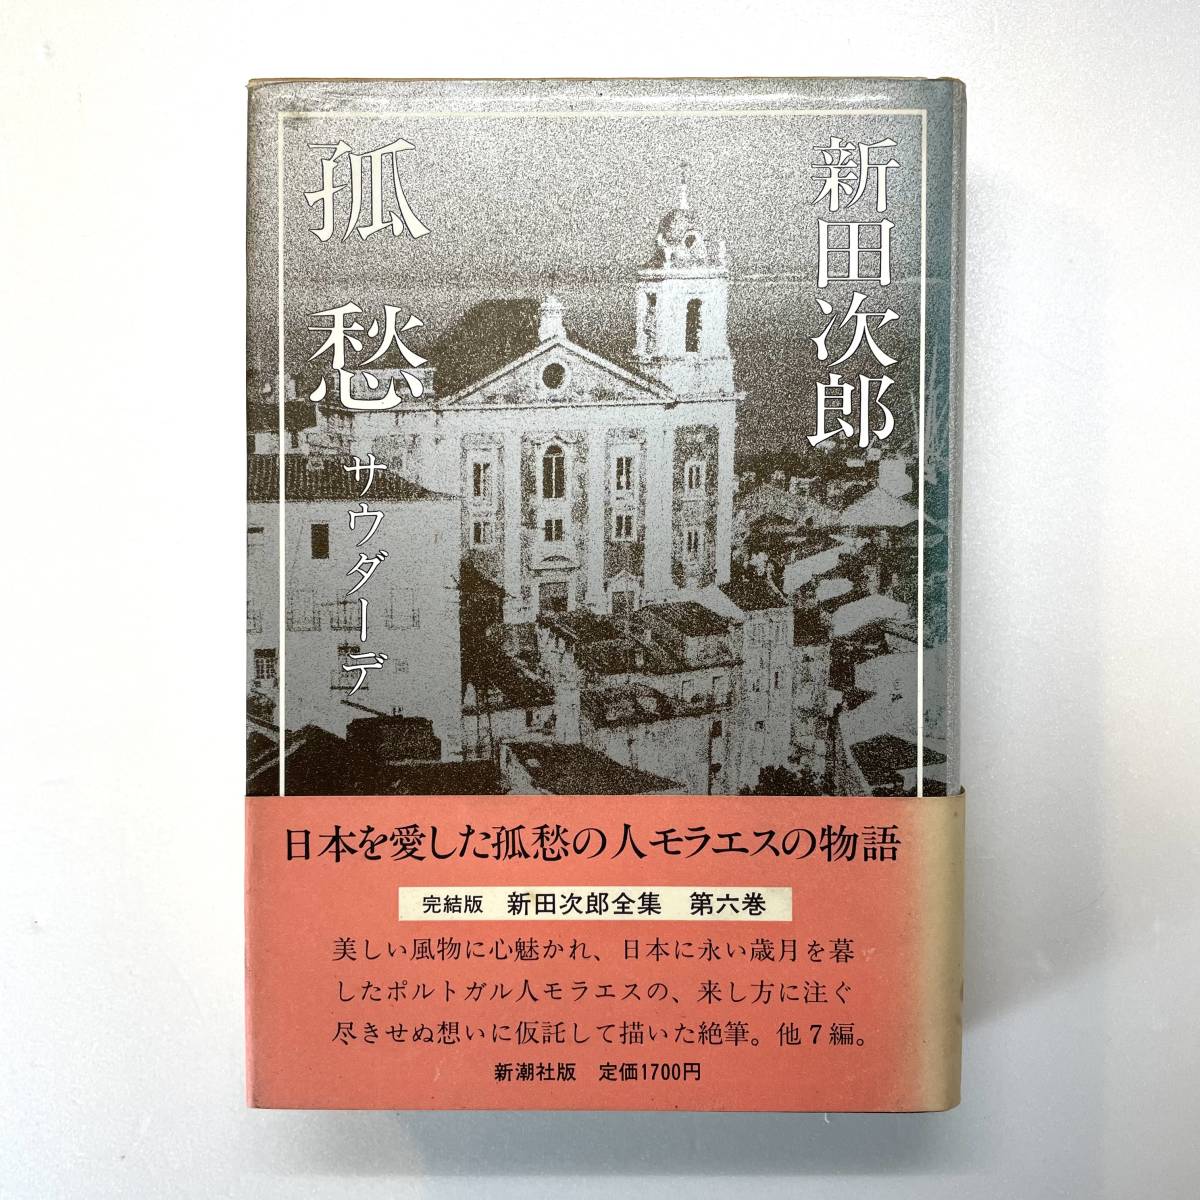 新田次郎
孤愁
サウダーデ
日本を愛した孤愁の人モラエスの物語
完結版 新田次郎全集 第六巻
美しい風物に心魅かれ、日本に永い歳月を暮
したポルトガル人モラエスの、来し方に注ぐ
尽きせぬ想いに仮託して描いた絶筆。他7編。
新潮社版 定価1700円